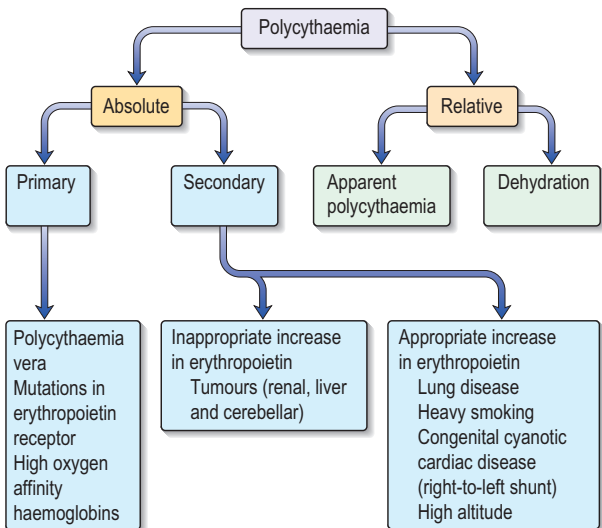 Polycythaemia
Absolute
Relative
Primary
Secondary
Apparent
polycythaemia
Dehydration
Polycythaemia
vera
Mutations in
erythropoietin
receptor
High oxygen
affinity
haemoglobins
Inappropriate increase
in erythropoietin
Tumours (renal, liver
and cerebellar)
Appropriate increase
in erythropoietin
Lung disease
Heavy smoking
Congenital cyanotic
cardiac disease
(right-to-left shunt)
High altitude